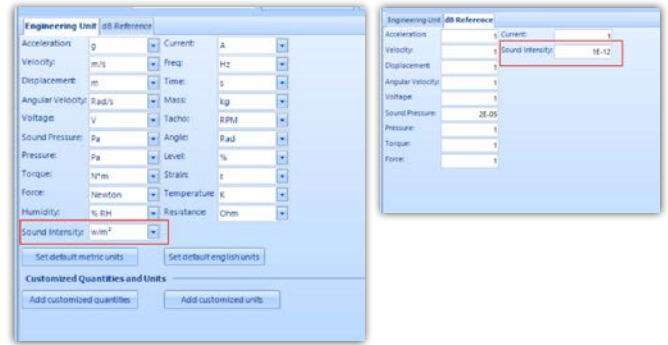 Engineering Unit dB Reference
Acceleration: g Current: A
Velocity: m/s Freq: Hz
Displacement: m Time: s
Angular Velocity: Rad/s Mass: kg
Voltage: V Tacho: RPM
Sound Pressure: Pa Angle: Rad
Pressure: Pa Level: %
Torque: N*m Strain: ε
Force: Newton Temperature K
Humidity: % RH Resistance Ohm
Sound Intensity: w/m²
Set default metric units Set default english units
Customized Quantities and Units
Add customized quantities Add customized units
Engineering Unit dB Reference
Acceleration: 1 Current: 1
Velocity: 1 Sound Intensity: 1E-12
Displacement: 1
Angular Velocity: 1
Voltage: 1
Sound Pressure: 2E-05
Pressure: 1
Torque: 1
Force: 1